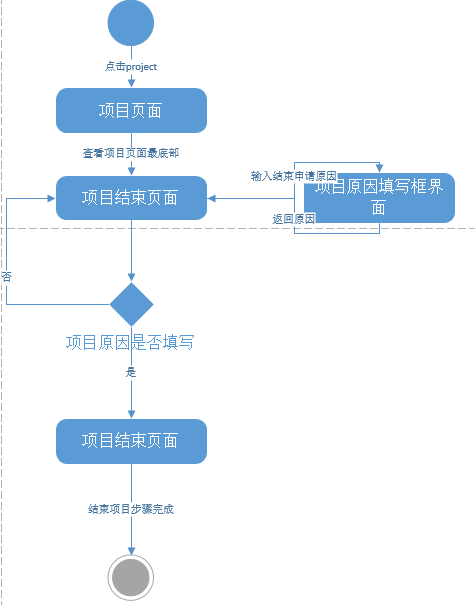 点击project
项目页面
查看项目页面最底部
输入结束申请原因
项目原因填写框界
面
项目结束页面
返回原因
否
项目原因是否填写
是
项目结束页面
结束项目步骤完成